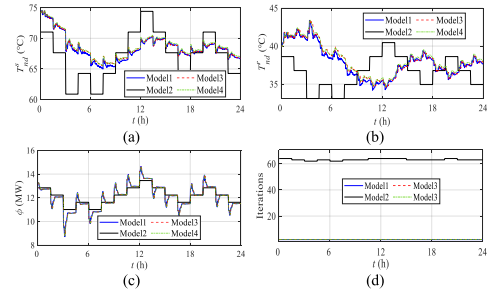 (a)
75
70
65
60
T^s_nd (°C)
Model1 Model3
Model2 Model4
0 6 12 18 24
t (h)
(b)
45
40
35
T^r_nd (°C)
Model1 Model3
Model2 Model4
0 6 12 18 24
t (h)
16
14
12
10
8
ϕ (MW)
Model1 Model3
Model2 Model4
0 6 12 18 24
t (h)
(c)
60
40
20
Iterations
Model1 Model3
Model2 Model3
0 6 12 18 24
t (h)
(d)